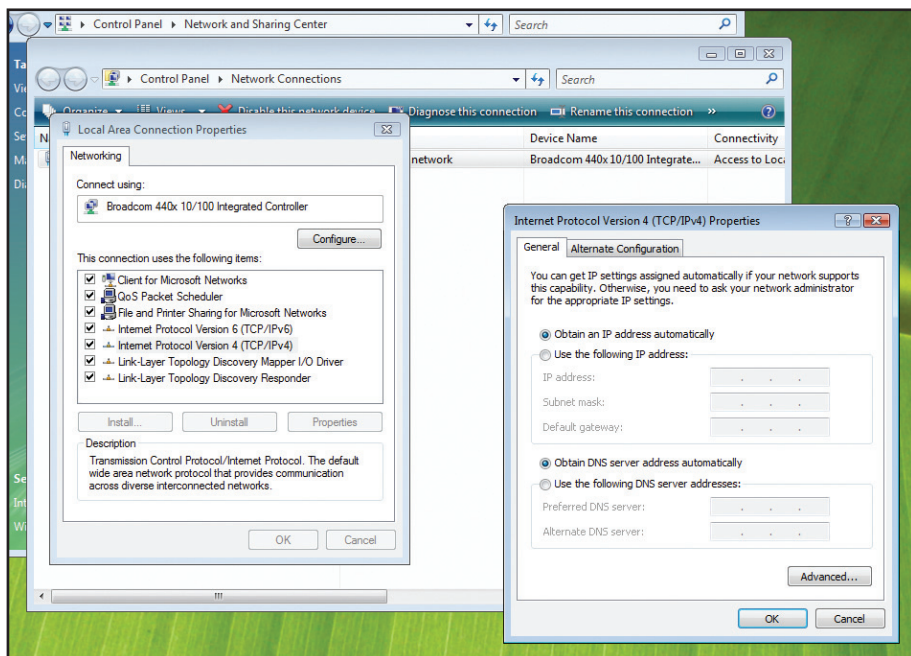 Control Panel ▸ Network and Sharing Center
Search
Control Panel ▸ Network Connections
Search
Organize Views Disable this network device Diagnose this connection Rename this connection »
Device Name Connectivity
network Broadcom 440x 10/100 Integrate... Access to Loca
Local Area Connection Properties
Networking
Connect using:
Broadcom 440x 10/100 Integrated Controller
Configure...
This connection uses the following items:
Client for Microsoft Networks
QoS Packet Scheduler
File and Printer Sharing for Microsoft Networks
Internet Protocol Version 6 (TCP/IPv6)
Internet Protocol Version 4 (TCP/IPv4)
Link-Layer Topology Discovery Mapper I/O Driver
Link-Layer Topology Discovery Responder
Install... Uninstall Properties
Description
Transmission Control Protocol/Internet Protocol. The default
wide area network protocol that provides communication
across diverse interconnected networks.
OK Cancel
Internet Protocol Version 4 (TCP/IPv4) Properties
General Alternate Configuration
You can get IP settings assigned automatically if your network supports
this capability. Otherwise, you need to ask your network administrator
for the appropriate IP settings.
Obtain an IP address automatically
Use the following IP address:
IP address:
Subnet mask:
Default gateway:
Obtain DNS server address automatically
Use the following DNS server addresses:
Preferred DNS server:
Alternate DNS server:
Advanced...
OK Cancel